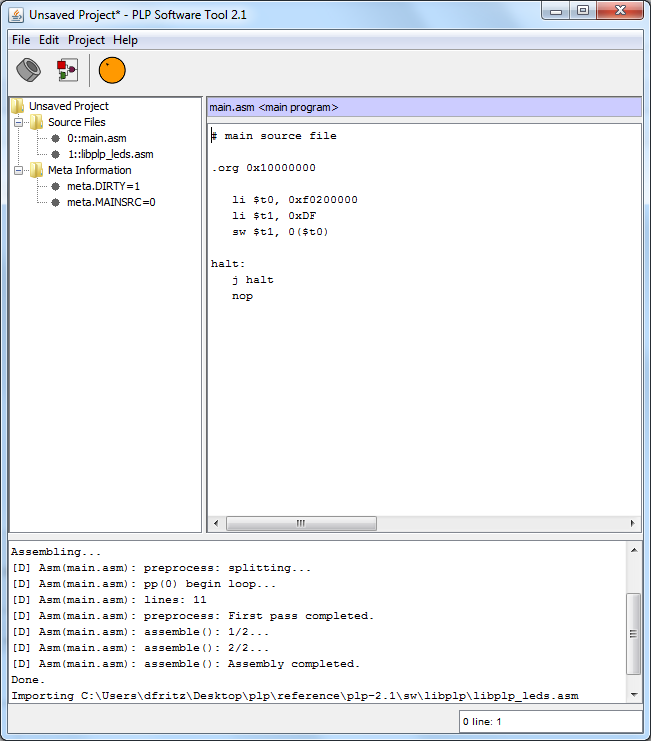 Unsaved Project* - PLP Software Tool 2.1
File Edit Project Help
Unsaved Project
Source Files
0::main.asm
1::libplp_leds.asm
Meta Information
meta.DIRTY=1
meta.MAINSRC=0
main.asm <main program>
# main source file
.org 0x10000000
li $t0, 0xf0200000
li $t1, 0xDF
sw $t1, 0($t0)
halt:
j halt
nop
Assembling...
[D] Asm(main.asm): preprocess: splitting...
[D] Asm(main.asm): pp(0) begin loop...
[D] Asm(main.asm): lines: 11
[D] Asm(main.asm): preprocess: First pass completed.
[D] Asm(main.asm): assemble(): 1/2...
[D] Asm(main.asm): assemble(): 2/2...
[D] Asm(main.asm): assemble(): Assembly completed.
Done.
Importing C:\Users\dfritz\Desktop\plp\reference\plp-2.1\sw\libplp\libplp_leds.asm
0 line: 1